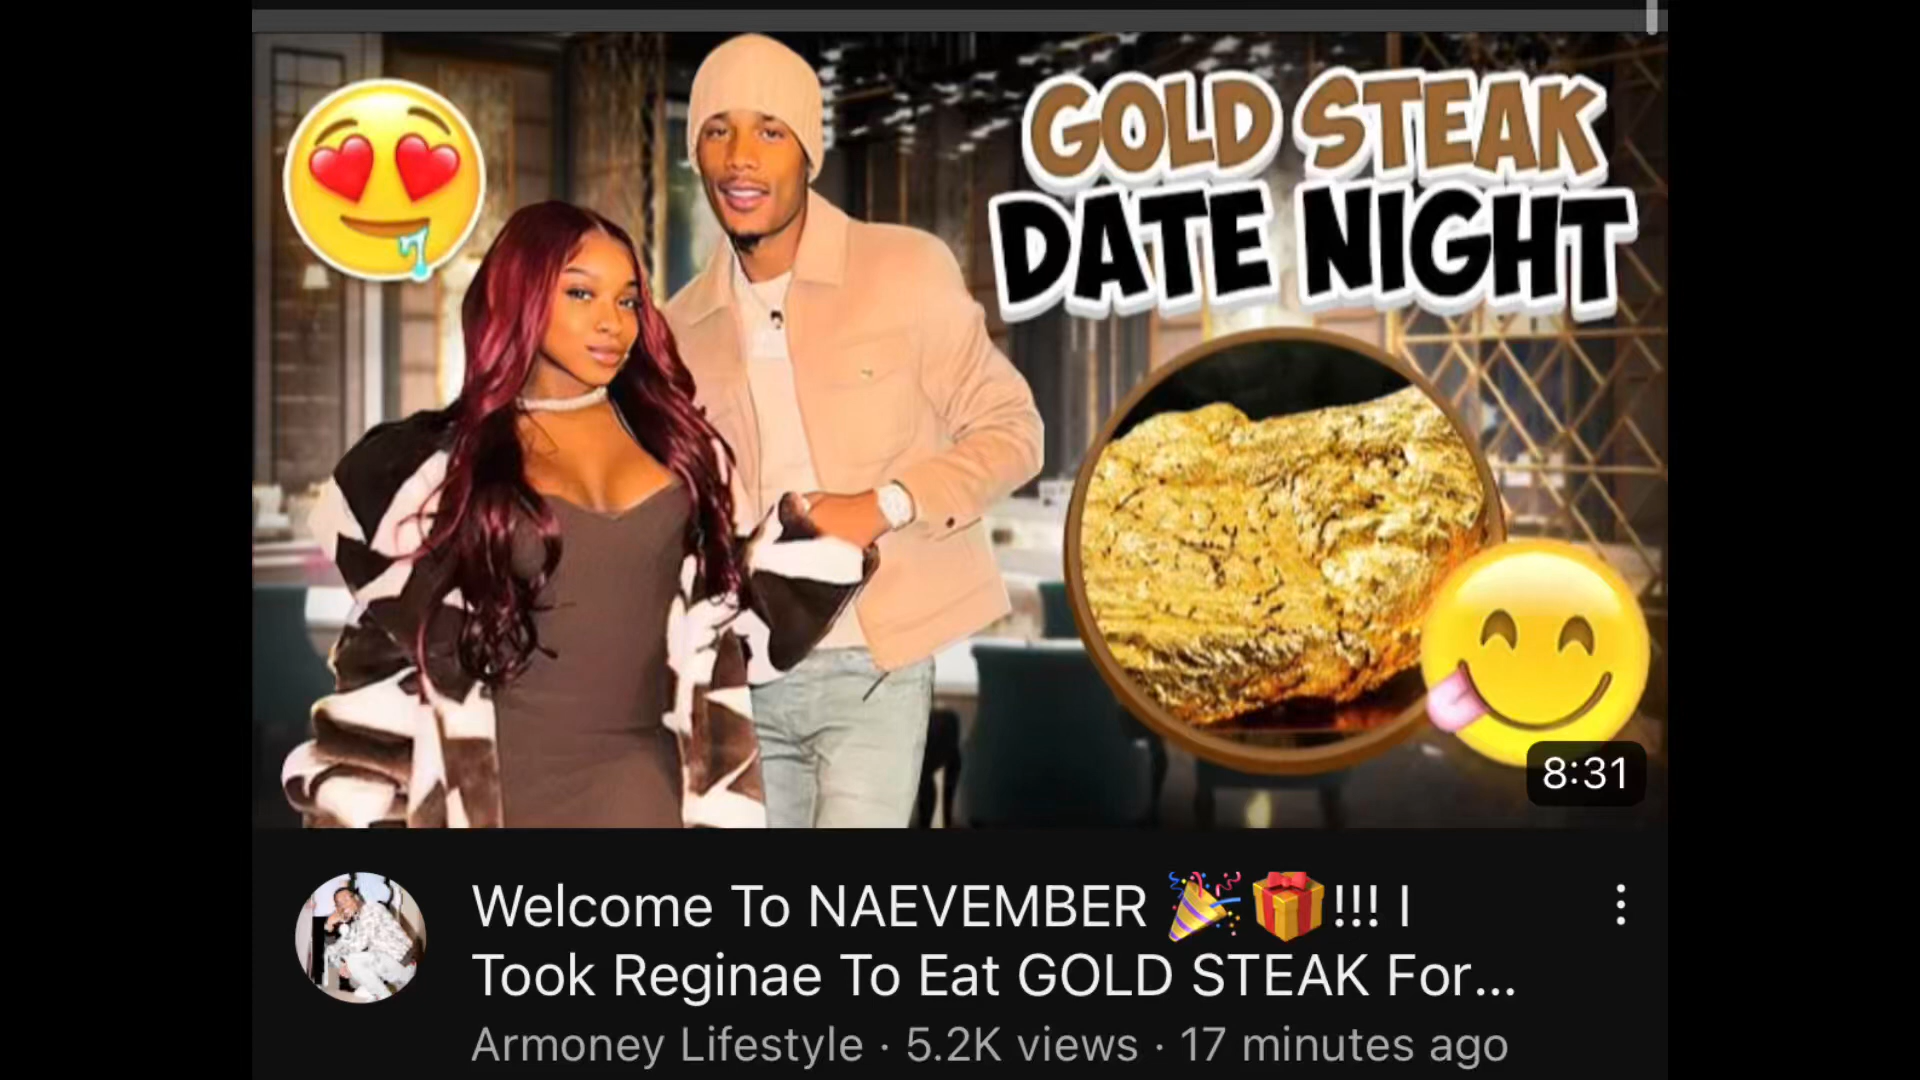 GOLD STEAK
DATE NIGHT
8:31
Welcome To NAEVEMBER 🎉🎁!!! I
Took Reginae To Eat GOLD STEAK For...
Armoney Lifestyle · 5.2K views · 17 minutes ago